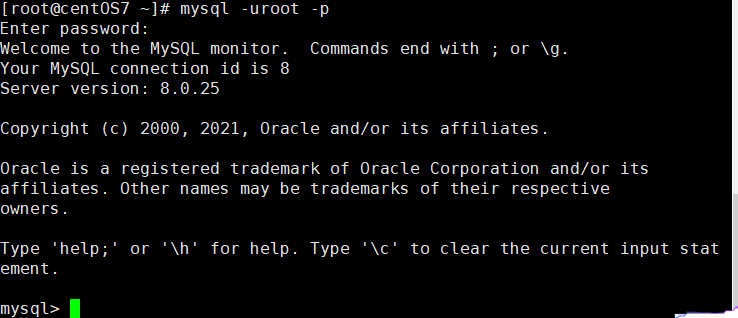 [root@centOS7 ~]# mysql -uroot -p
Enter password:
Welcome to the MySQL monitor.  Commands end with ; or \g.
Your MySQL connection id is 8
Server version: 8.0.25
Copyright (c) 2000, 2021, Oracle and/or its affiliates.
Oracle is a registered trademark of Oracle Corporation and/or its
affiliates. Other names may be trademarks of their respective
owners.
Type 'help;' or '\h' for help. Type '\c' to clear the current input stat
ement.
mysql>